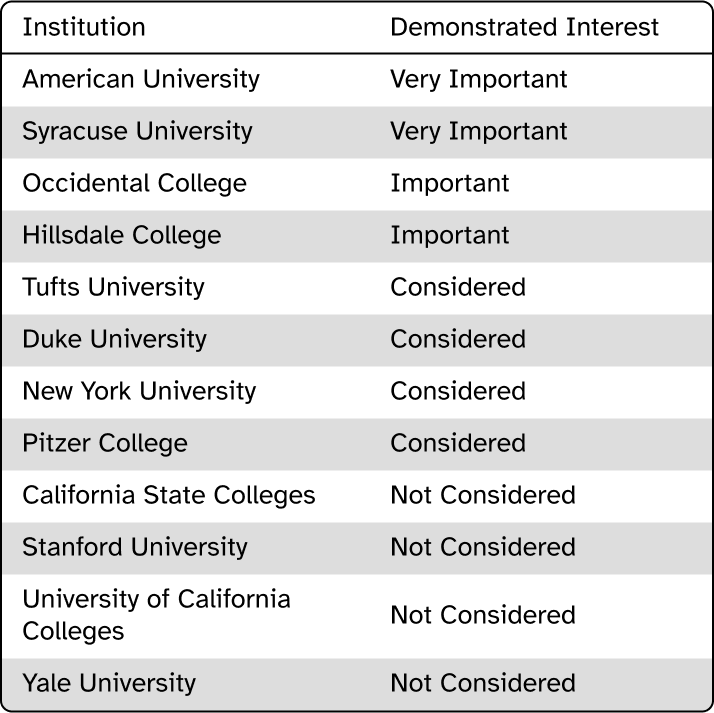 Institution Demonstrated Interest
American University Very Important
Syracuse University Very Important
Occidental College Important
Hillsdale College Important
Tufts University Considered
Duke University Considered
New York University Considered
Pitzer College Considered
California State Colleges Not Considered
Stanford University Not Considered
University of California
Colleges
Not Considered
Yale University Not Considered